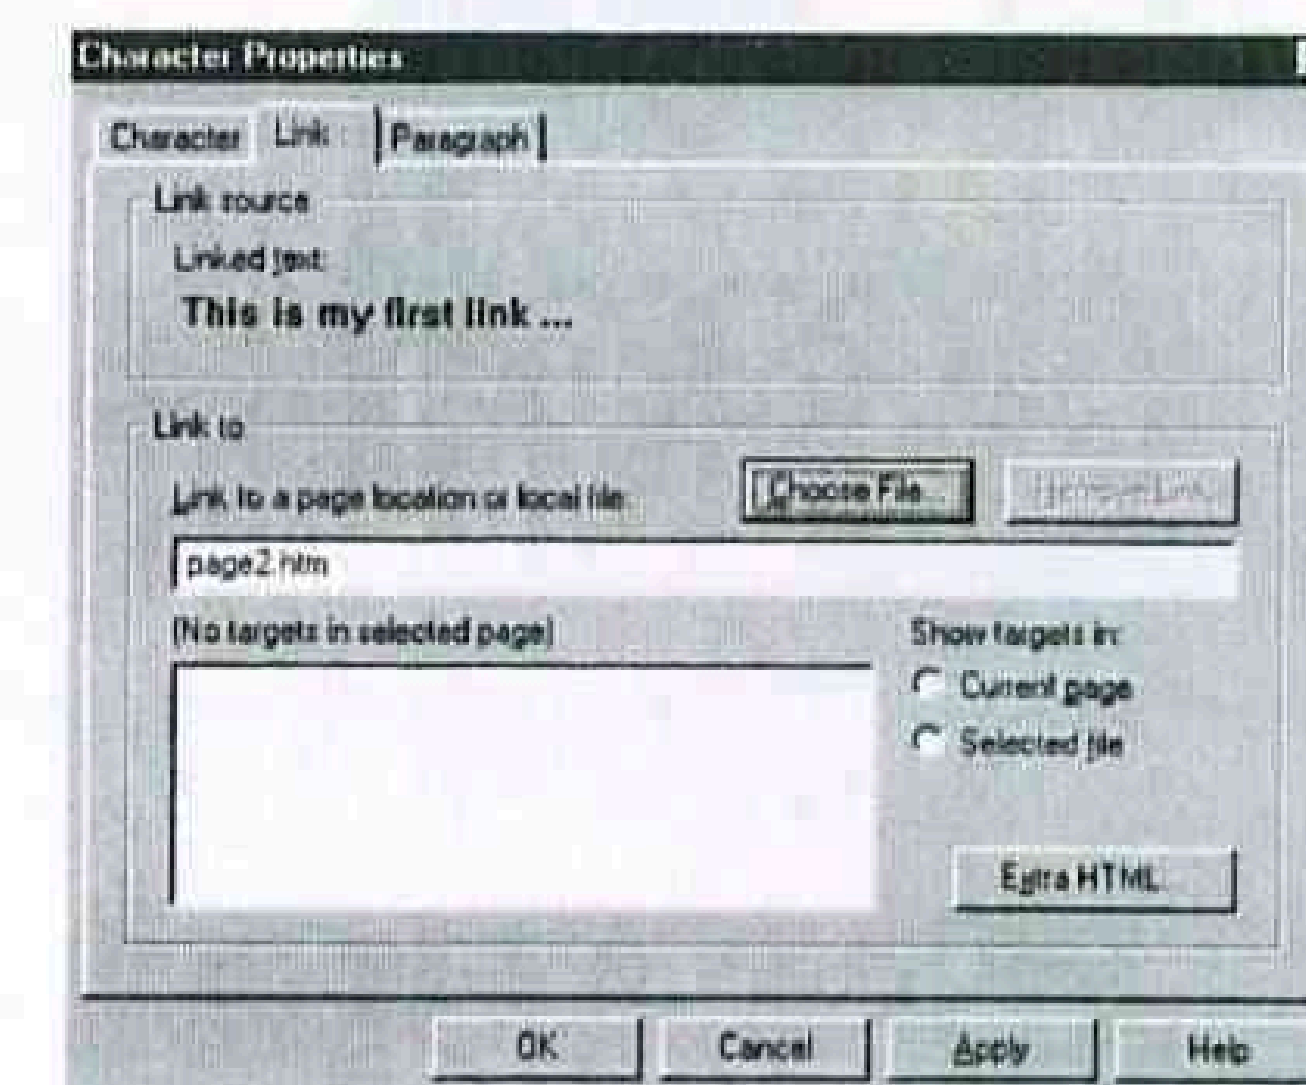 Character Properties
Character Link Paragraph
Link source
Linked text:
This is my first link ...
Link to
Link to a page location or local file
Choose File... Remove Link
page2.htm
(No targets in selected page)
Show targets in:
Current page
Selected file
Extra HTML...
OK Cancel Apply Help